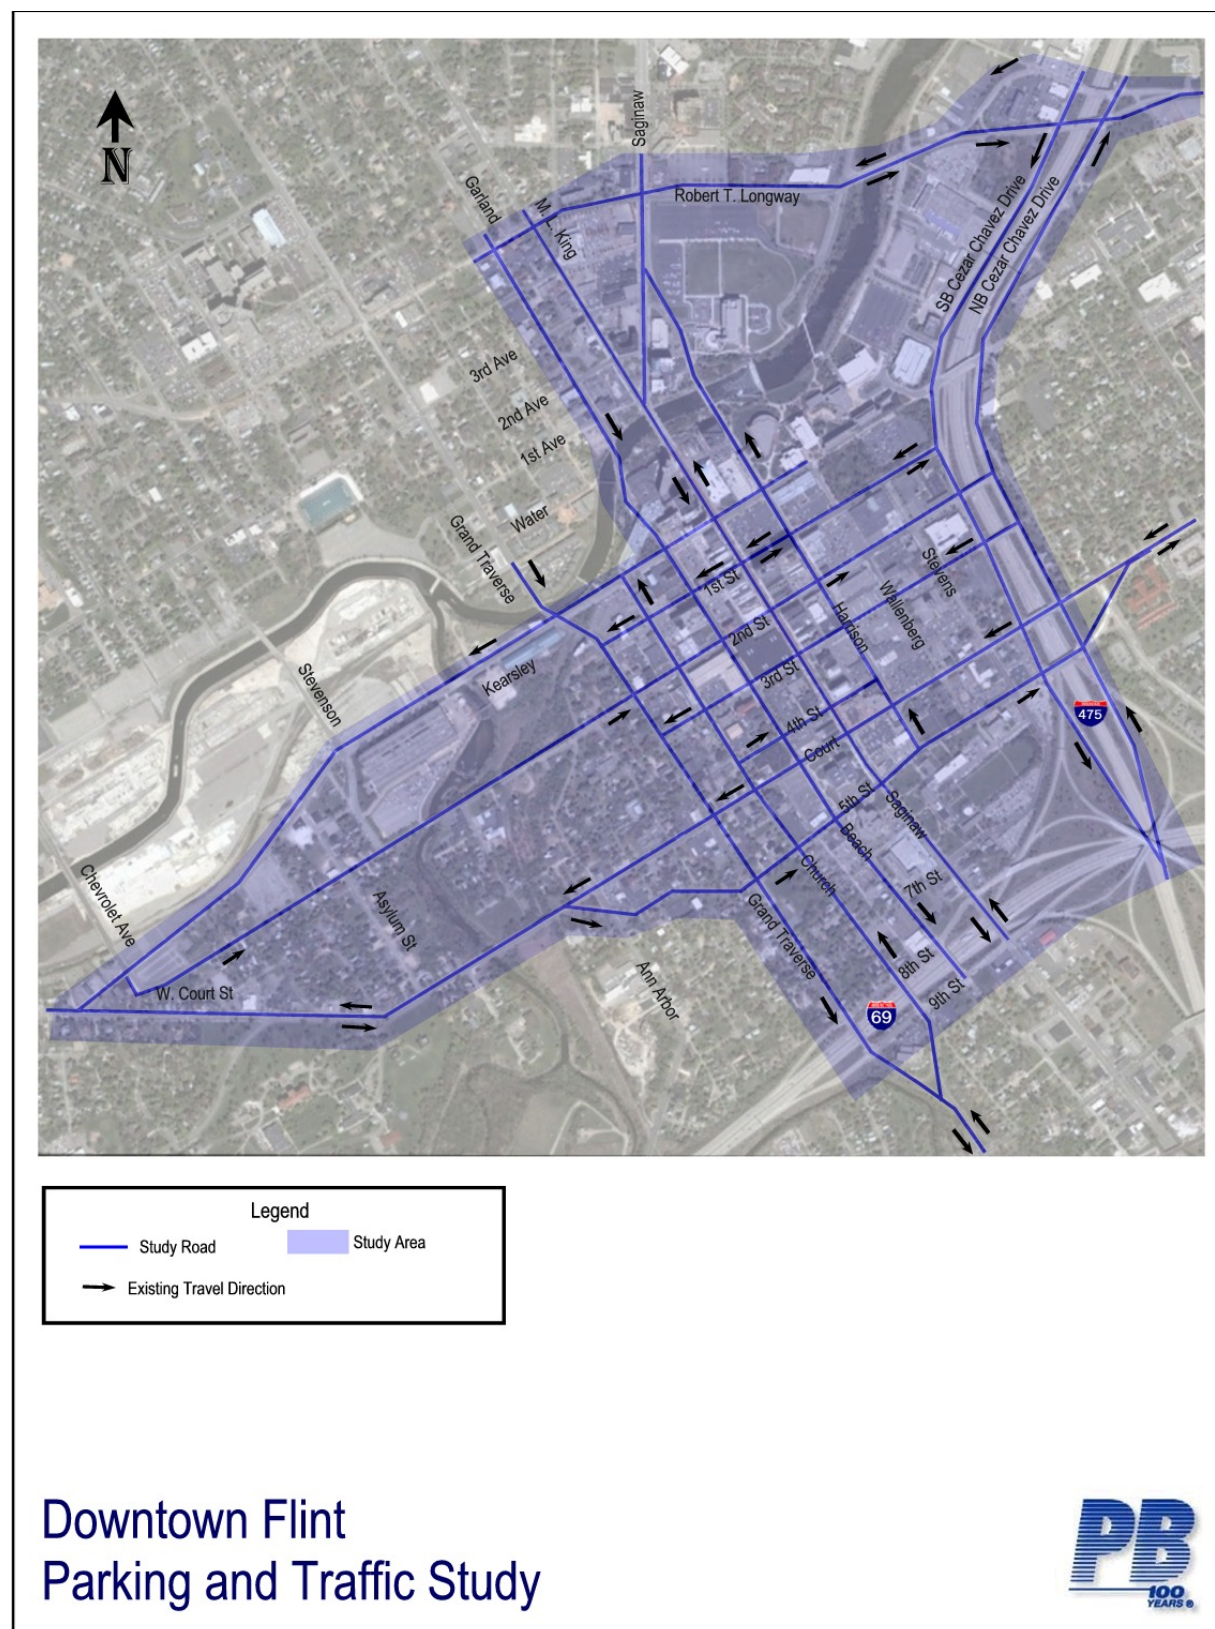 N
Saginaw
Garland
M. L. King
Robert T. Longway
SB Cezar Chavez Drive
NB Cezar Chavez Drive
3rd Ave
2nd Ave
1st Ave
Water
Grand Traverse
Stevens
1st St
Wallenberg
Harrison
2nd St
Kearsley
3rd St
Stevenson
4th St
475
Court
5th St
Saginaw
Beach
Church
7th St
Chevrolet Ave
Asylum St
Grand Traverse
8th St
Ann Arbor
9th St
W. Court St
69
Legend
Study Road
Study Area
Existing Travel Direction
Downtown Flint
Parking and Traffic Study
PB
100
YEARS ®